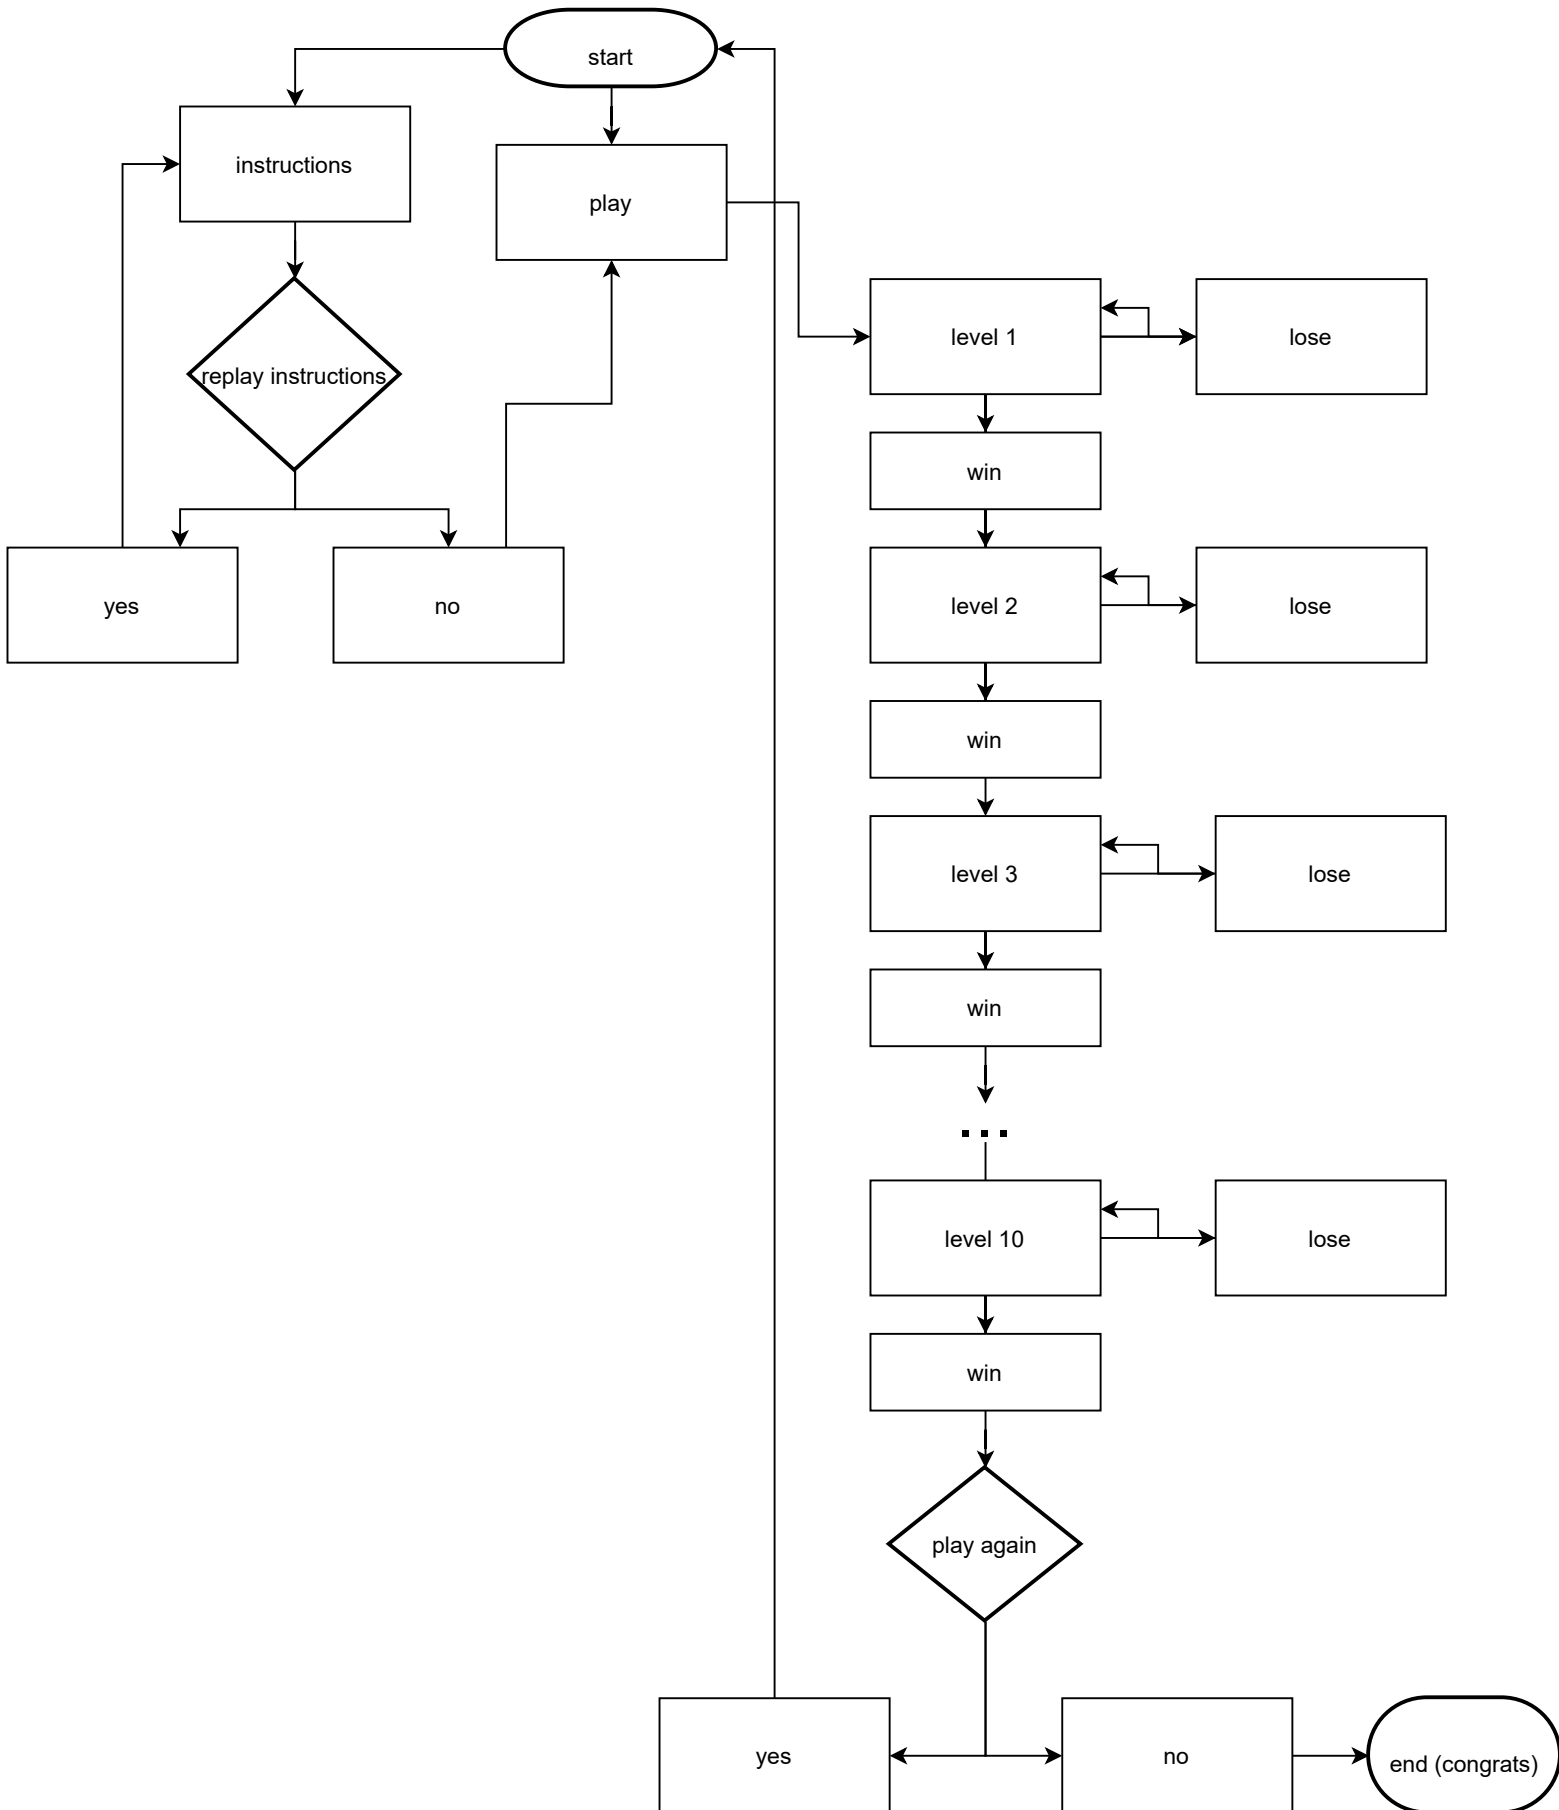 start
instructions
play
replay instructions
yes
no
level 1
lose
win
level 2
lose
win
level 3
lose
win
...
level 10
lose
win
play again
yes
no
end (congrats)